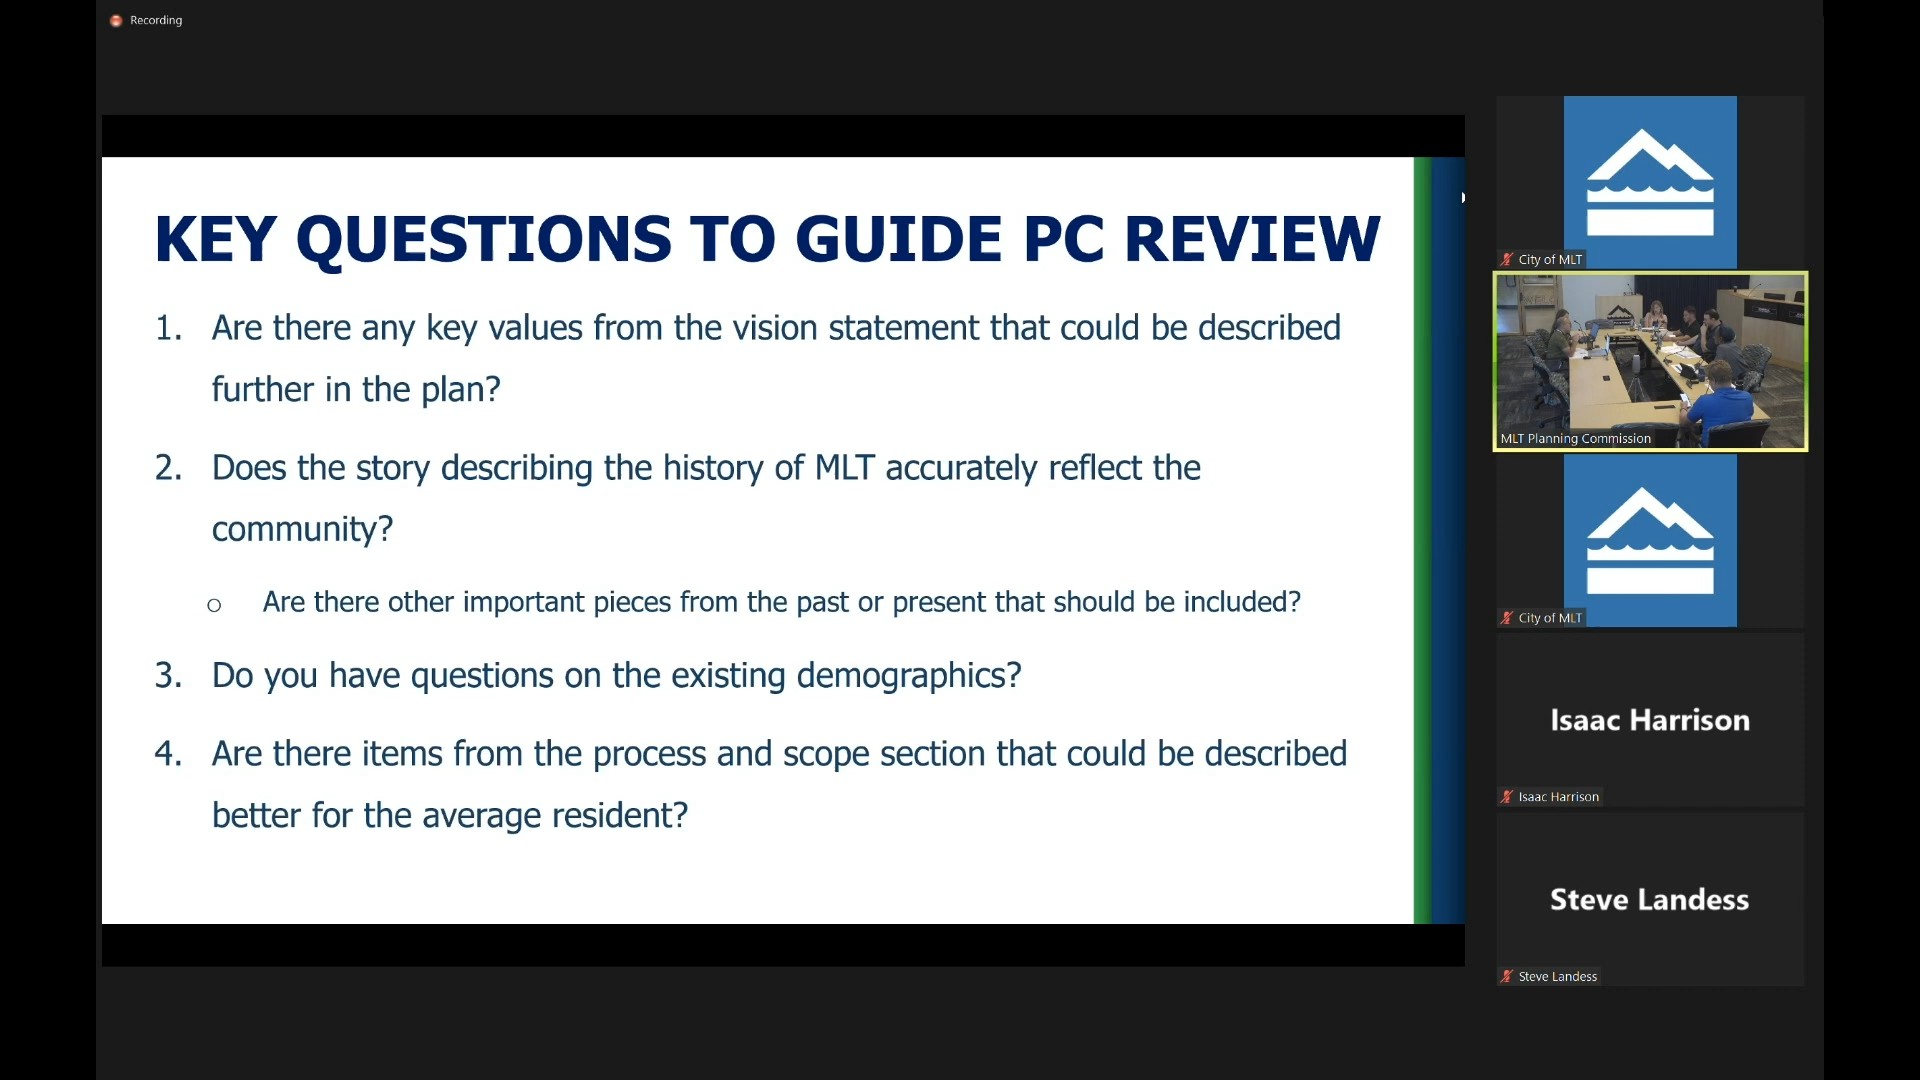 Recording
KEY QUESTIONS TO GUIDE PC REVIEW
1. Are there any key values from the vision statement that could be described
further in the plan?
2. Does the story describing the history of MLT accurately reflect the
community?
o Are there other important pieces from the past or present that should be included?
3. Do you have questions on the existing demographics?
4. Are there items from the process and scope section that could be described
better for the average resident?
City of MLT
MLT Planning Commission
City of MLT
Isaac Harrison
Isaac Harrison
Steve Landess
Steve Landess